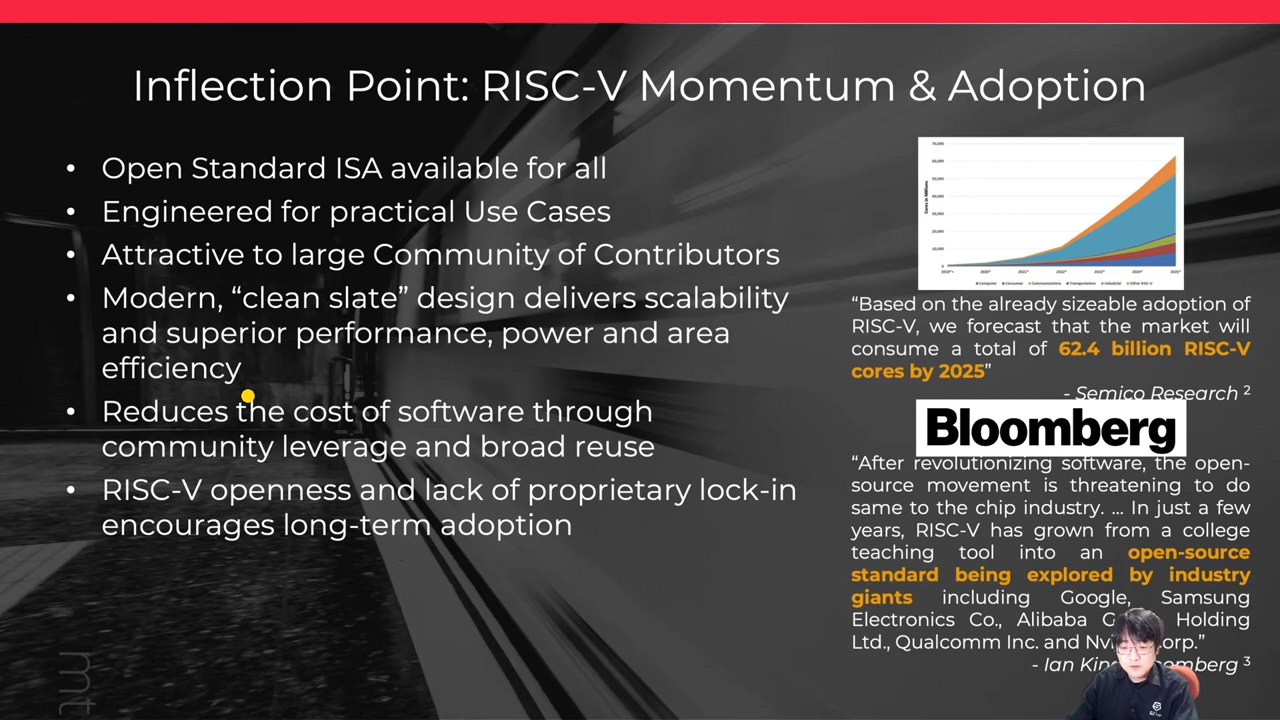 Inflection Point: RISC-V Momentum & Adoption
• Open Standard ISA available for all
• Engineered for practical Use Cases
• Attractive to large Community of Contributors
• Modern, “clean slate” design delivers scalability
and superior performance, power and area
efficiency
• Reduces the cost of software through
community leverage and broad reuse
• RISC-V openness and lack of proprietary lock-in
encourages long-term adoption
“Based on the already sizeable adoption of
RISC-V, we forecast that the market will
consume a total of 62.4 billion RISC-V
cores by 2025”
- Semico Research 2
Bloomberg
“After revolutionizing software, the open-
source movement is threatening to do
same to the chip industry. ... In just a few
years, RISC-V has grown from a college
teaching tool into an open-source
standard being explored by industry
giants including Google, Samsung
Electronics Co., Alibaba Holding
Ltd., Qualcomm Inc. and Corp.”
- Ian 3
mt